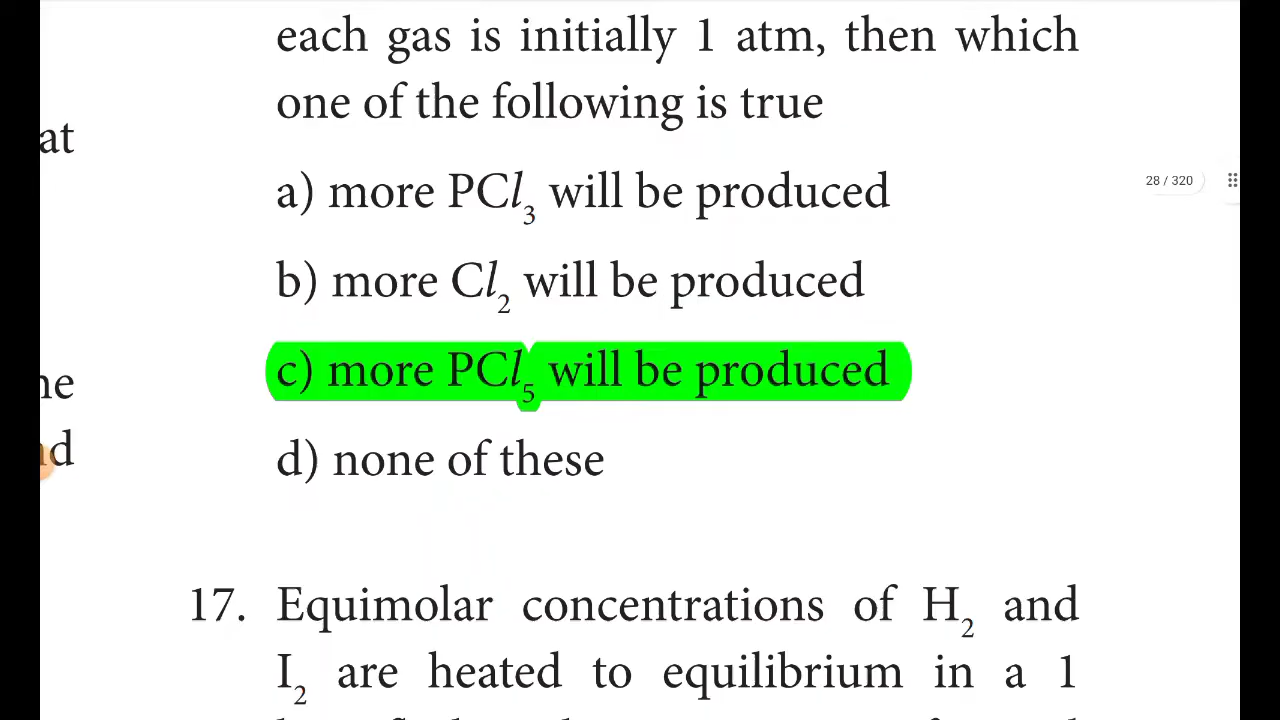 each gas is initially 1 atm, then which
one of the following is true
at
a) more PCl3 will be produced
28 / 320
b) more Cl2 will be produced
c) more PCl5 will be produced
d) none of these
17. Equimolar concentrations of H2 and
I2 are heated to equilibrium in a 1